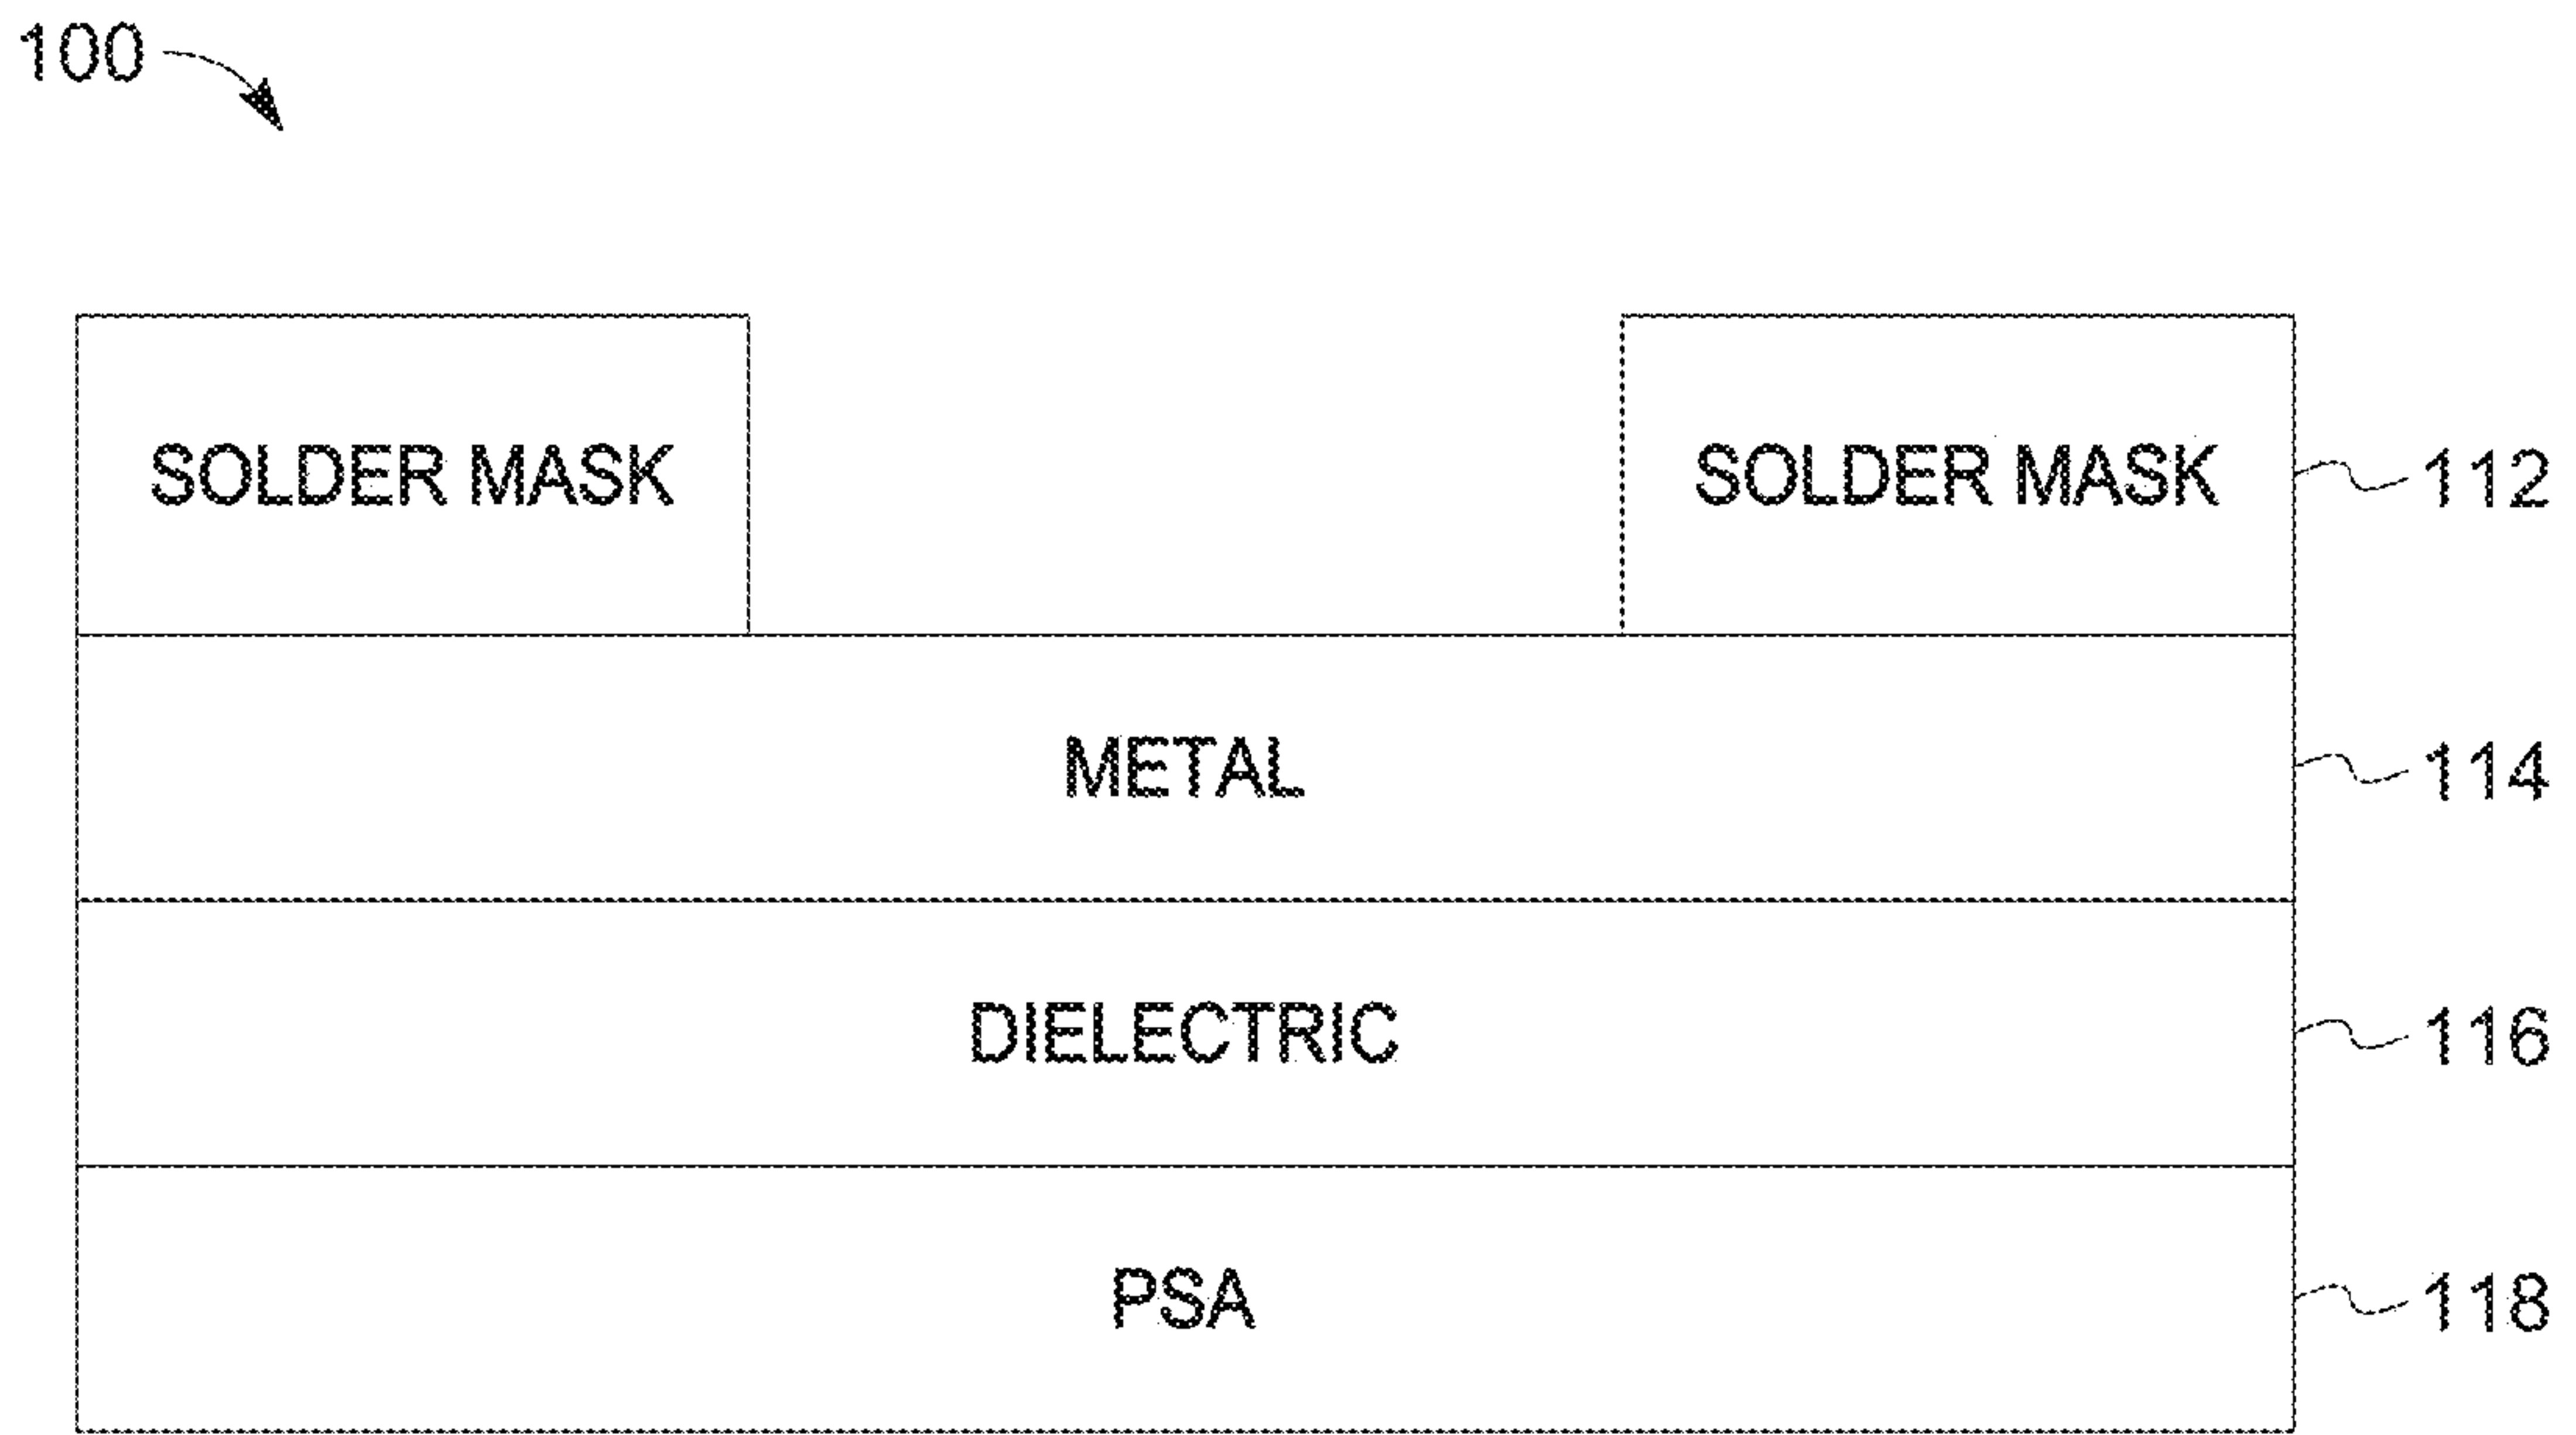 100
SOLDER MASK SOLDER MASK 112
METAL 114
DIELECTRIC 116
PSA 118